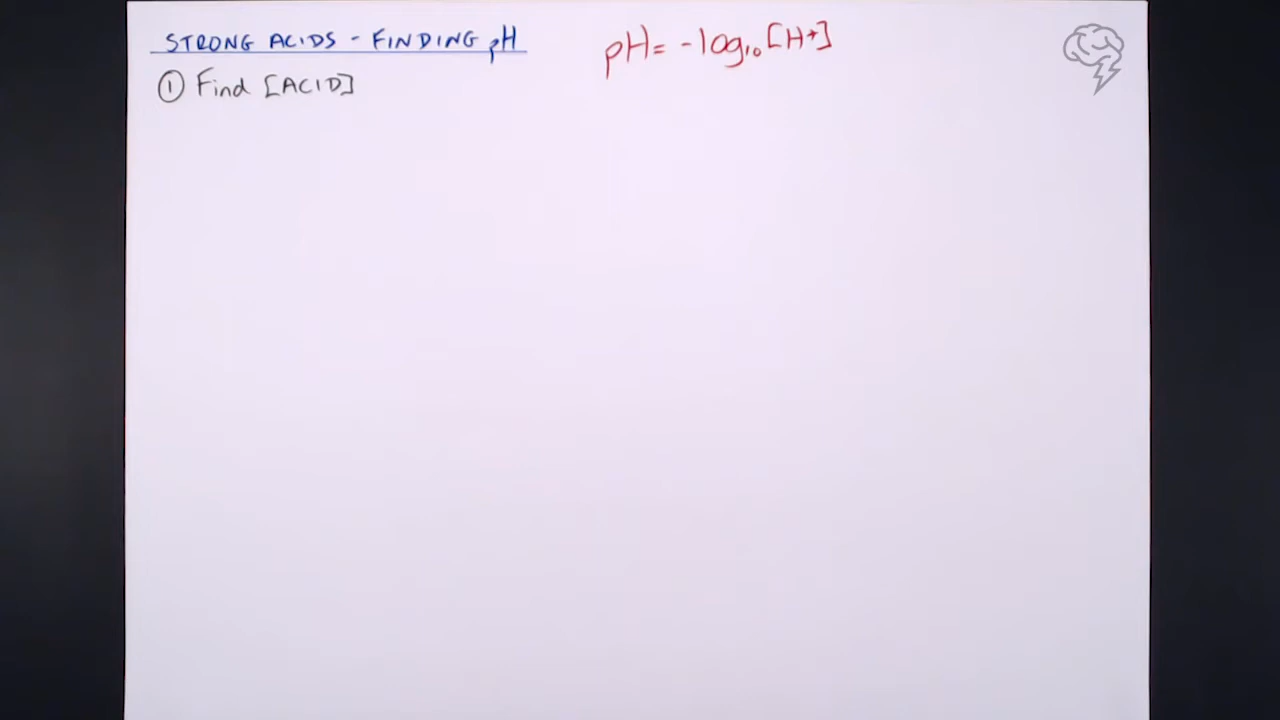 STRONG ACIDS - FINDING pH
pH = -log₁₀[H+]
① Find [ACID]